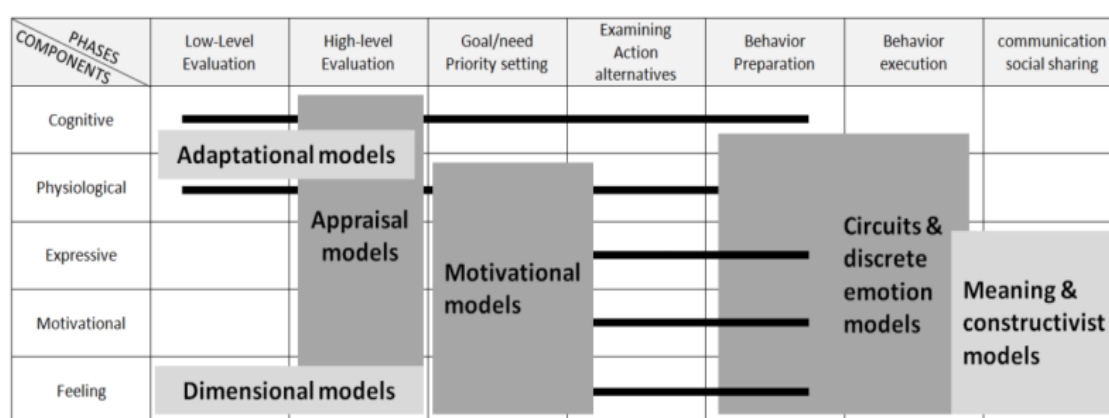 PHASES
COMPONENTS
Low-Level
Evaluation
High-level
Evaluation
Goal/need
Priority setting
Examining
Action
alternatives
Behavior
Preparation
Behavior
execution
communication
social sharing
Cognitive
Adaptational models
Physiological
Appraisal
models
Expressive
Motivational
models
Circuits &
discrete
emotion
models
Meaning &
constructivist
models
Motivational
Feeling
Dimensional models